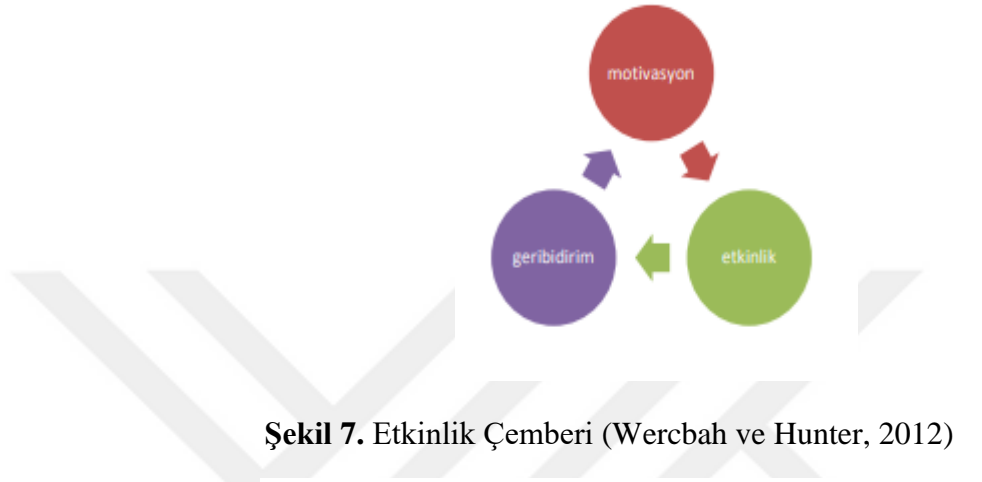 motivasyon
geribidirim
etkinlik
Şekil 7. Etkinlik Çemberi (Wercbah ve Hunter, 2012)